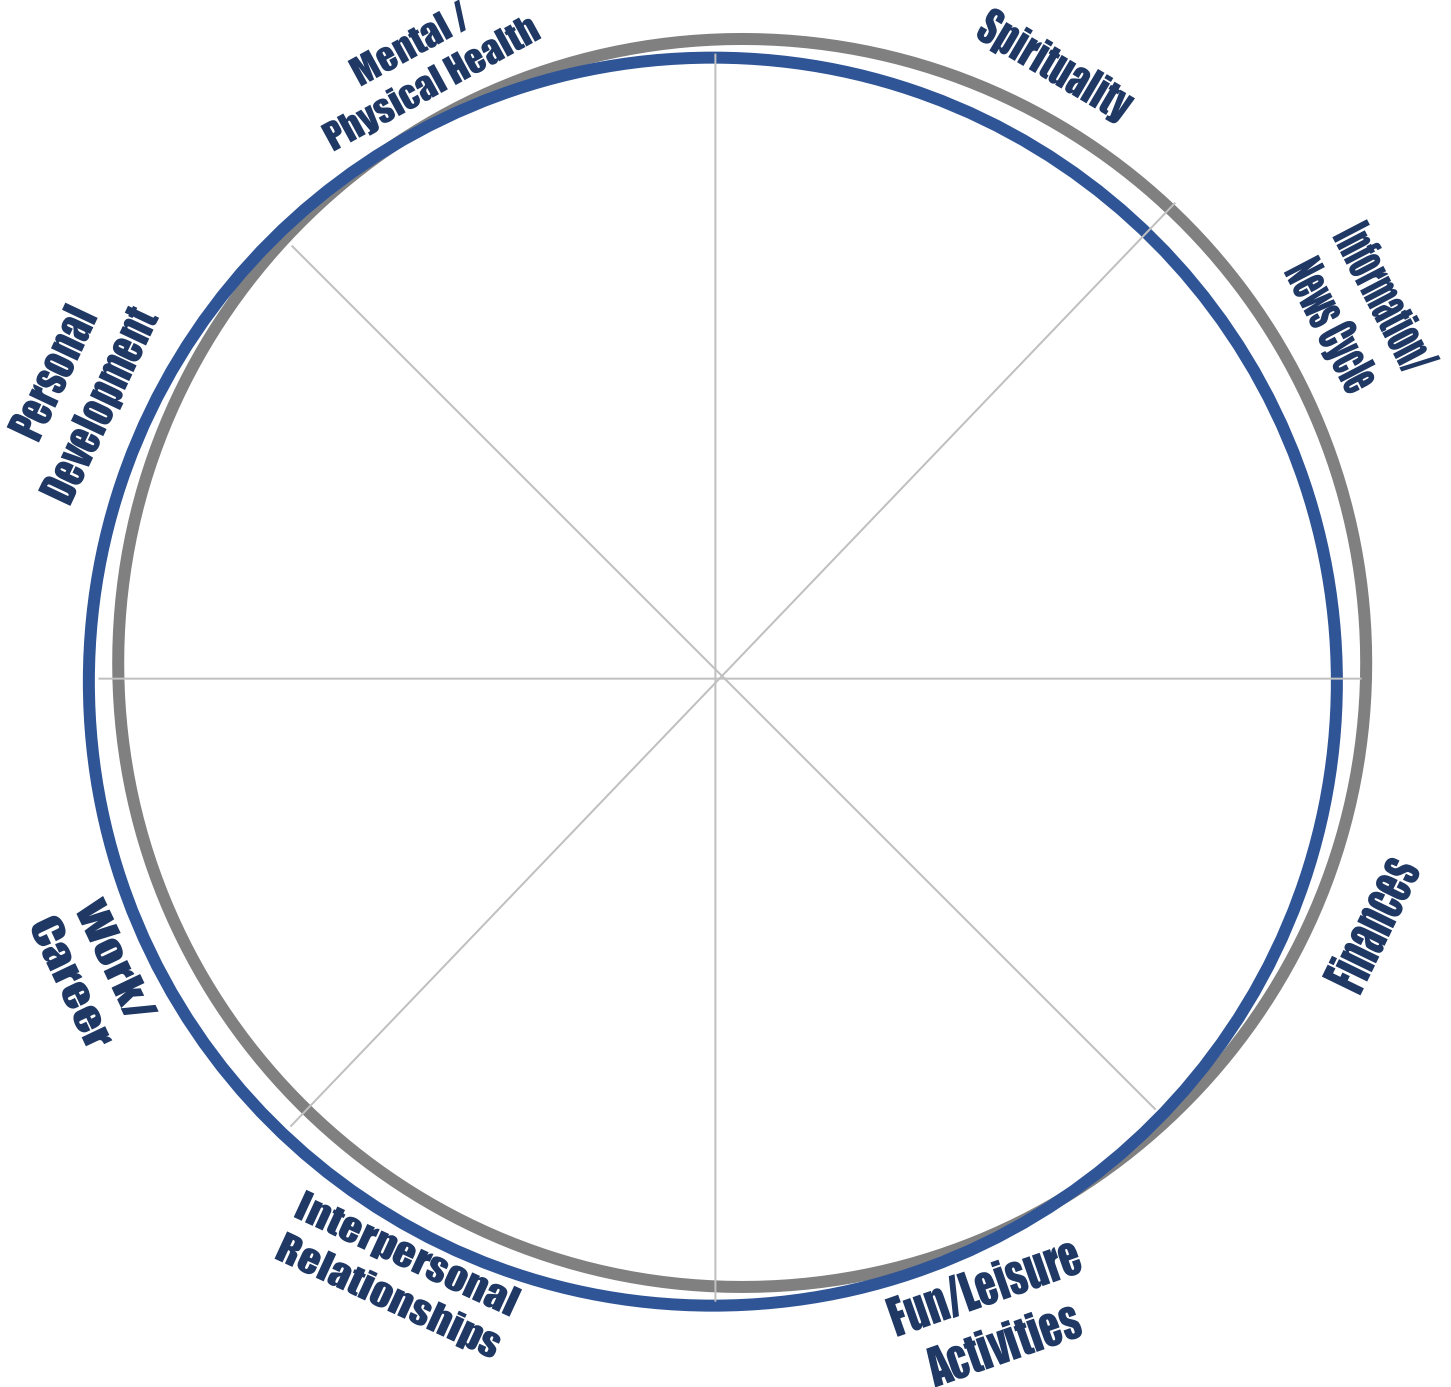 Mental /
Physical Health
Spirituality
Information/
News Cycle
Finances
Fun/Leisure
Activities
Interpersonal
Relationships
Work/
Career
Personal
Development